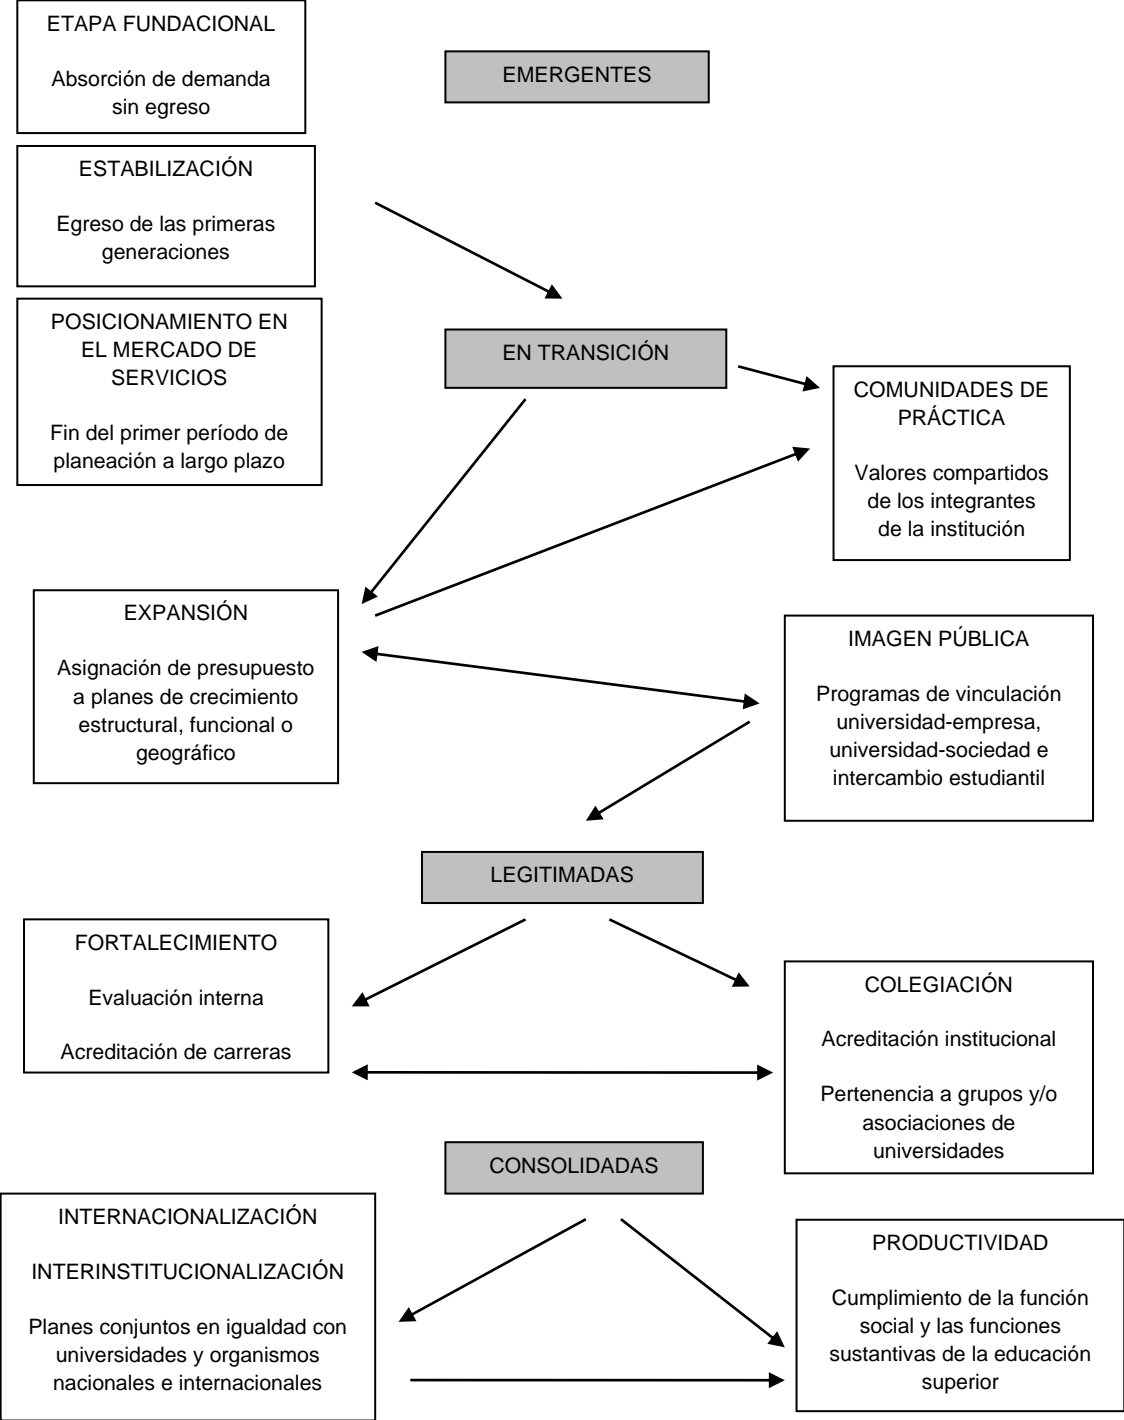 ETAPA FUNDACIONAL
Absorción de demanda
sin egreso
EMERGENTES
ESTABILIZACIÓN
Egreso de las primeras
generaciones
POSICIONAMIENTO EN
EL MERCADO DE
SERVICIOS
Fin del primer período de
planeación a largo plazo
EN TRANSICIÓN
COMUNIDADES DE
PRÁCTICA
Valores compartidos
de los integrantes
de la institución
EXPANSIÓN
Asignación de presupuesto
a planes de crecimiento
estructural, funcional o
geográfico
IMAGEN PÚBLICA
Programas de vinculación
universidad-empresa,
universidad-sociedad e
intercambio estudiantil
LEGITIMADAS
FORTALECIMIENTO
Evaluación interna
Acreditación de carreras
COLEGIACIÓN
Acreditación institucional
Pertenencia a grupos y/o
asociaciones de
universidades
CONSOLIDADAS
INTERNACIONALIZACIÓN
INTERINSTITUCIONALIZACIÓN
Planes conjuntos en igualdad con
universidades y organismos
nacionales e internacionales
PRODUCTIVIDAD
Cumplimiento de la función
social y las funciones
sustantivas de la educación
superior